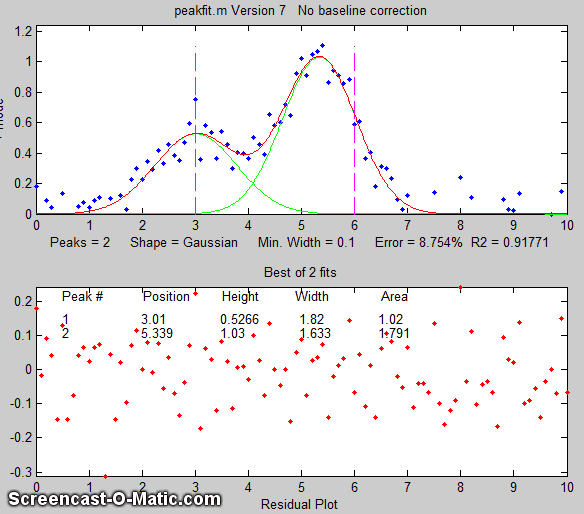 peakfit.m Version 7 No baseline correction
1.2
1
0.8
0.6
0.4
0.2
0
0 1 2 3 4 5 6 7 8 9 10
Peaks = 2 Shape = Gaussian Min. Width = 0.1 Error = 8.754% R2 = 0.91771
Best of 2 fits
Peak # Position Height Width Area
1 3.01 0.5266 1.82 1.02
2 5.339 1.03 1.633 1.791
0.2
0.1
0
-0.1
-0.2
-0.3
0 1 2 3 4 5 6 7 8 9 10
Residual Plot
Screencast-O-Matic.com